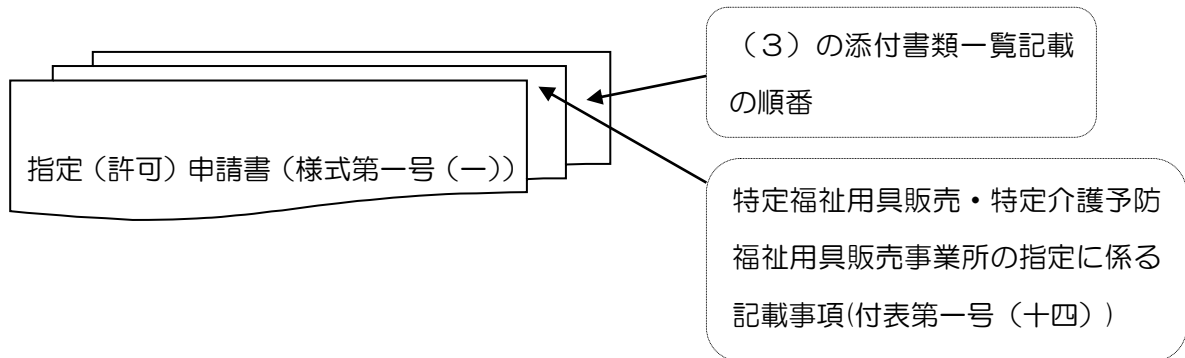 （３）の添付書類一覧記載
の順番
指定（許可）申請書（様式第一号（一））
特定福祉用具販売・特定介護予防
福祉用具販売事業所の指定に係る
記載事項(付表第一号（十四）)